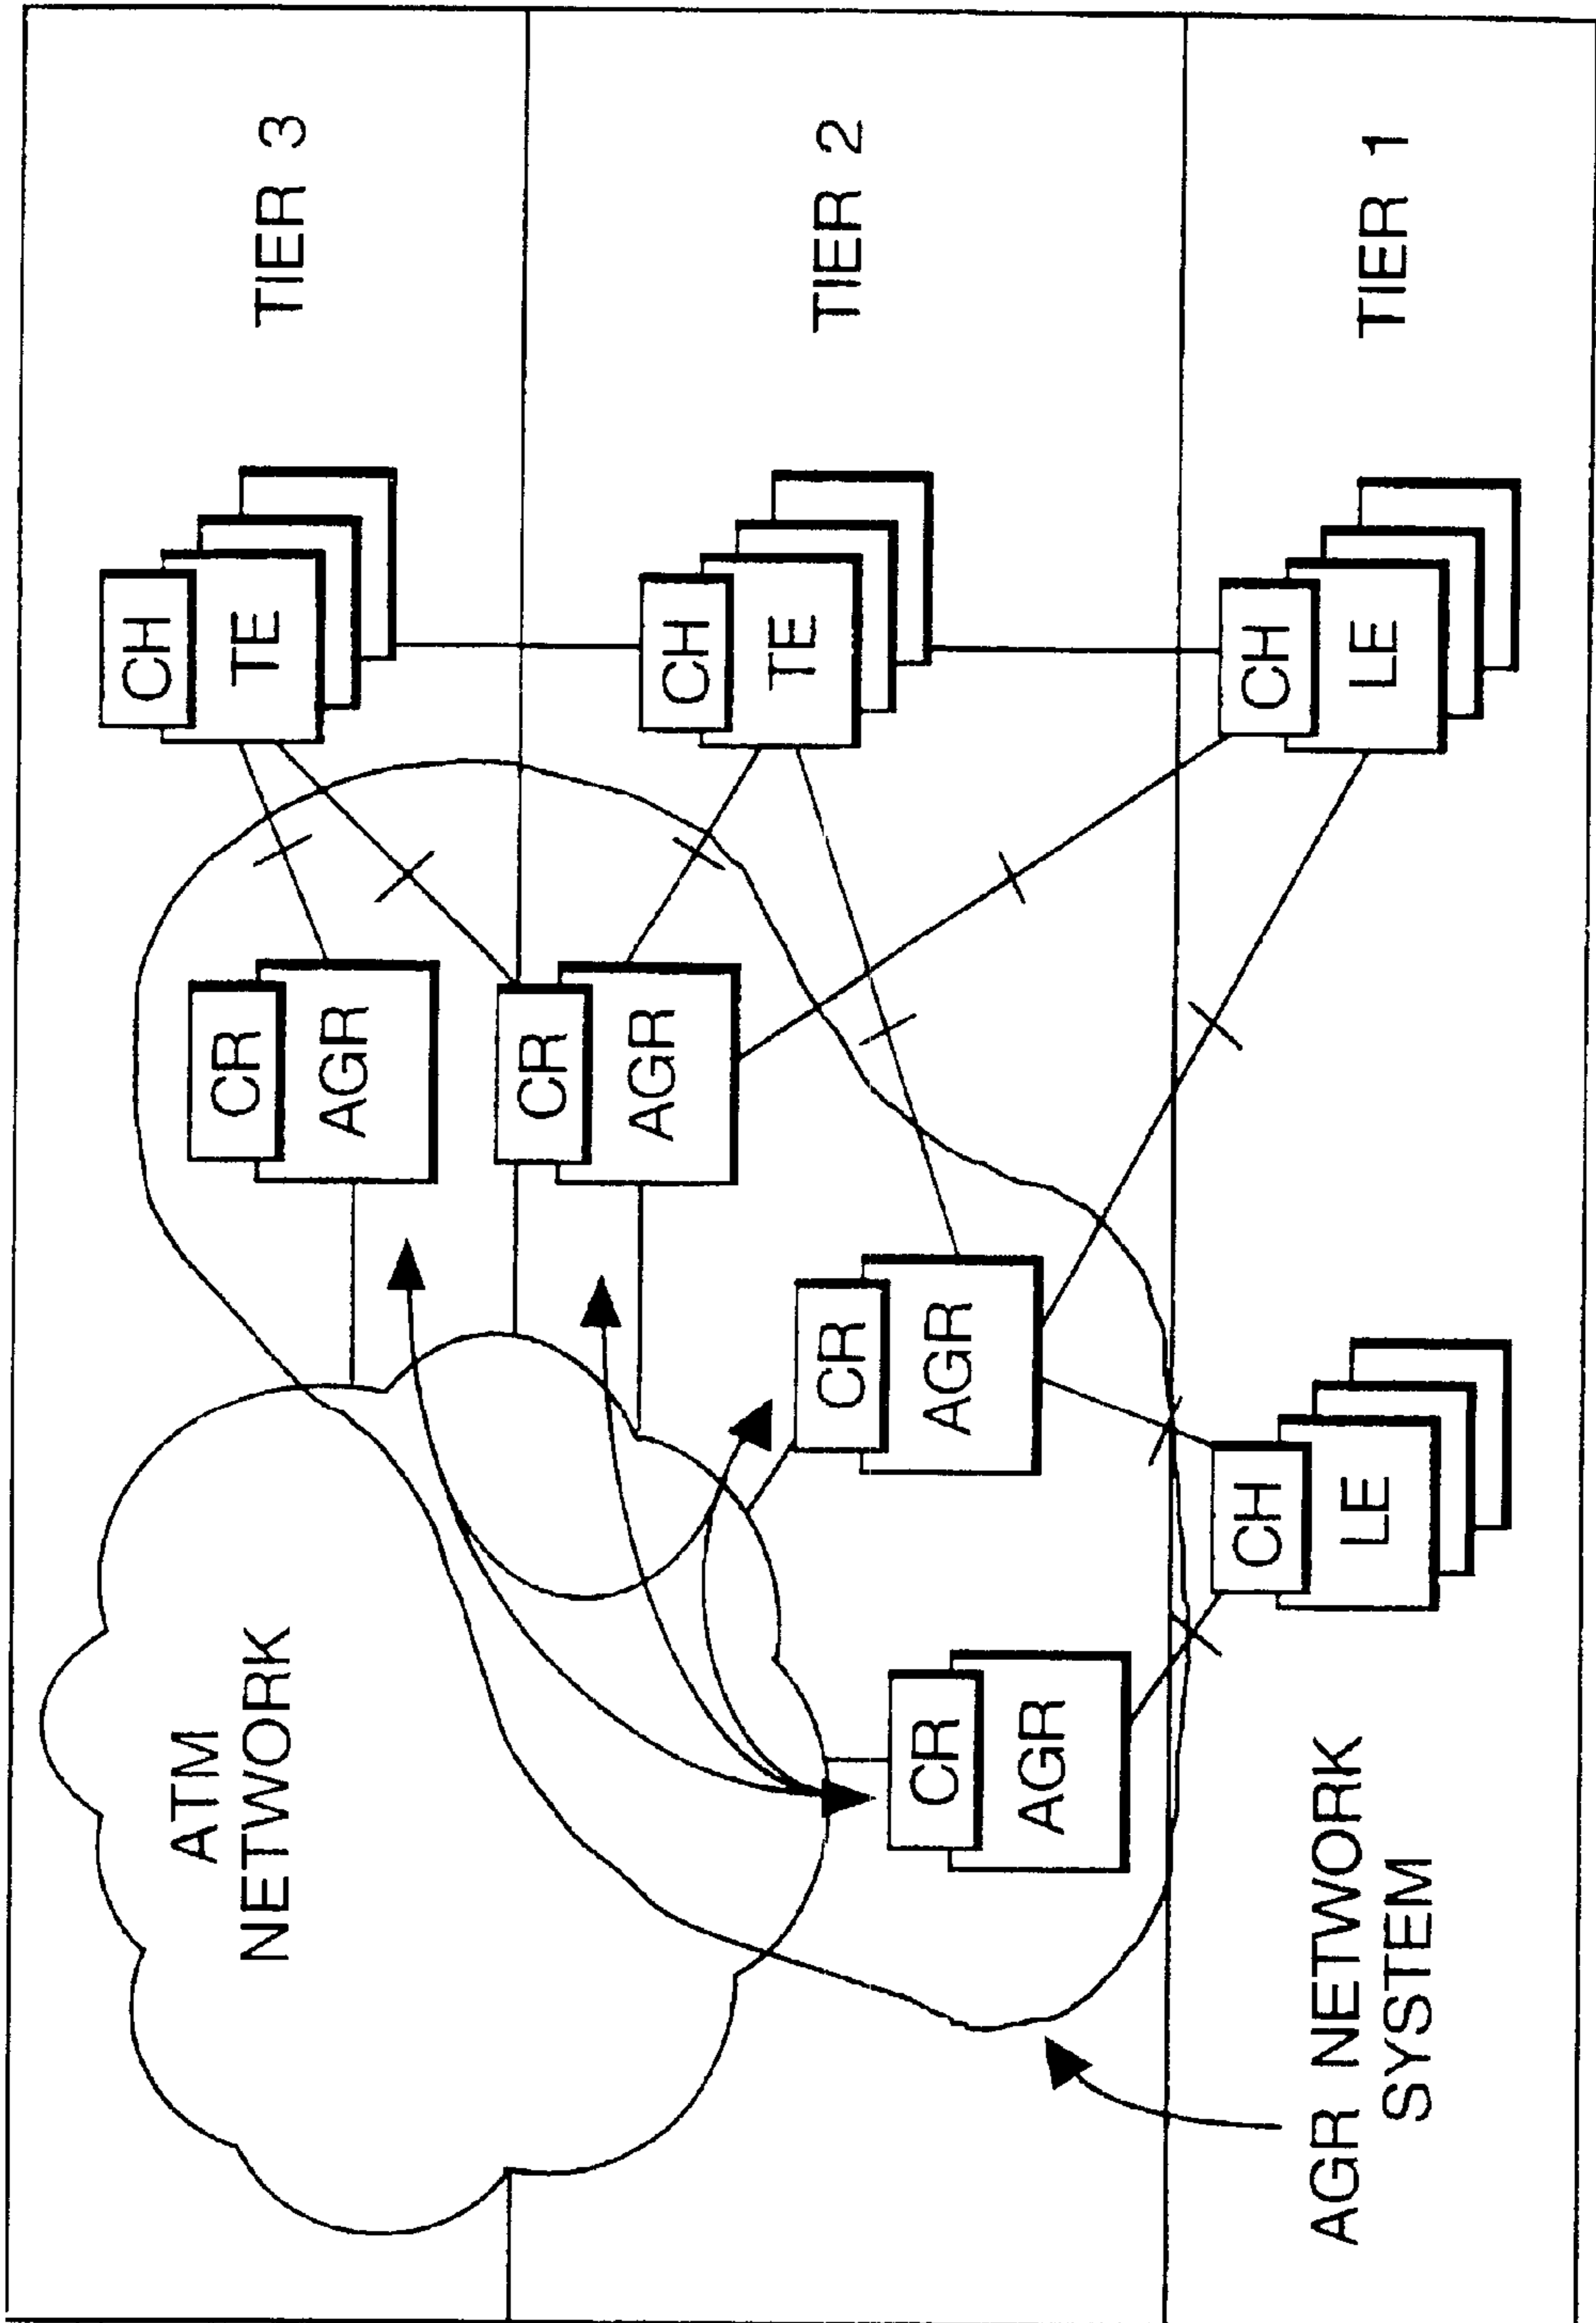 ATM
NETWORK
CR
AGR
CH
TE
TIER 3
CR
AGR
CR
AGR
CR
AGR
CH
TE
TIER 2
AGR NETWORK
SYSTEM
CH
LE
CH
LE
TIER 1